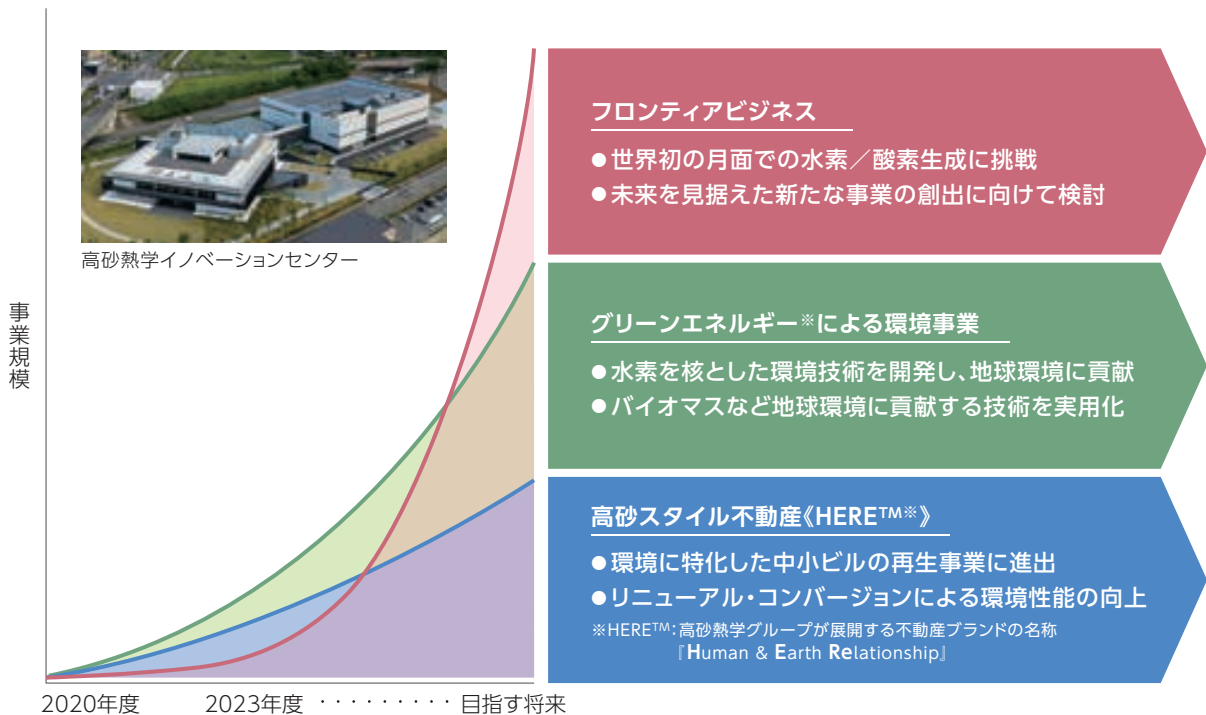 高砂熱学イノベーションセンター
事業規模
2020年度
2023年度
・・・・・・・・・
目指す将来
フロンティアビジネス
●世界初の月面での水素／酸素生成に挑戦
●未来を見据えた新たな事業の創出に向けて検討
グリーンエネルギー※による環境事業
●水素を核とした環境技術を開発し、地球環境に貢献
●バイオマスなど地球環境に貢献する技術を実用化
高砂スタイル不動産《HERE™※》
●環境に特化した中小ビルの再生事業に進出
●リニューアル・コンバージョンによる環境性能の向上
※HERE™：高砂熱学グループが展開する不動産ブランドの名称
『Human & Earth Relationship』